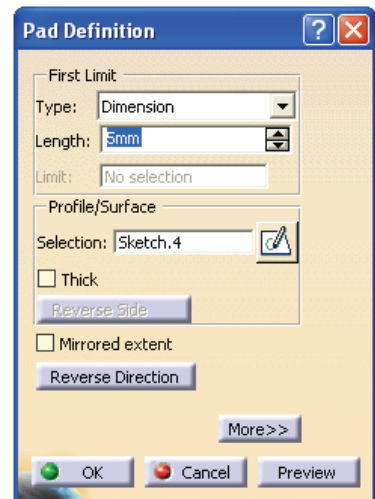 Pad Definition
First Limit
Type: Dimension
Length: 5mm
Limit: No selection
Profile/Surface
Selection: Sketch.4
Thick
Reverse Side
Mirrored extent
Reverse Direction
More>>
OK Cancel Preview